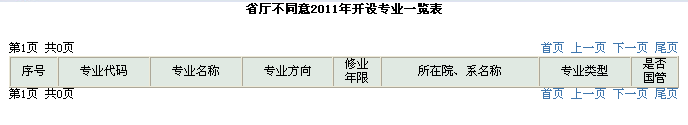 省厅不同意2011年开设专业一览表
第1页 共0页 首页 上一页 下一页 尾页
序号 专业代码 专业名称 专业方向 修业年限 所在院、系名称 专业类型 是否国管
第1页 共0页 首页 上一页 下一页 尾页